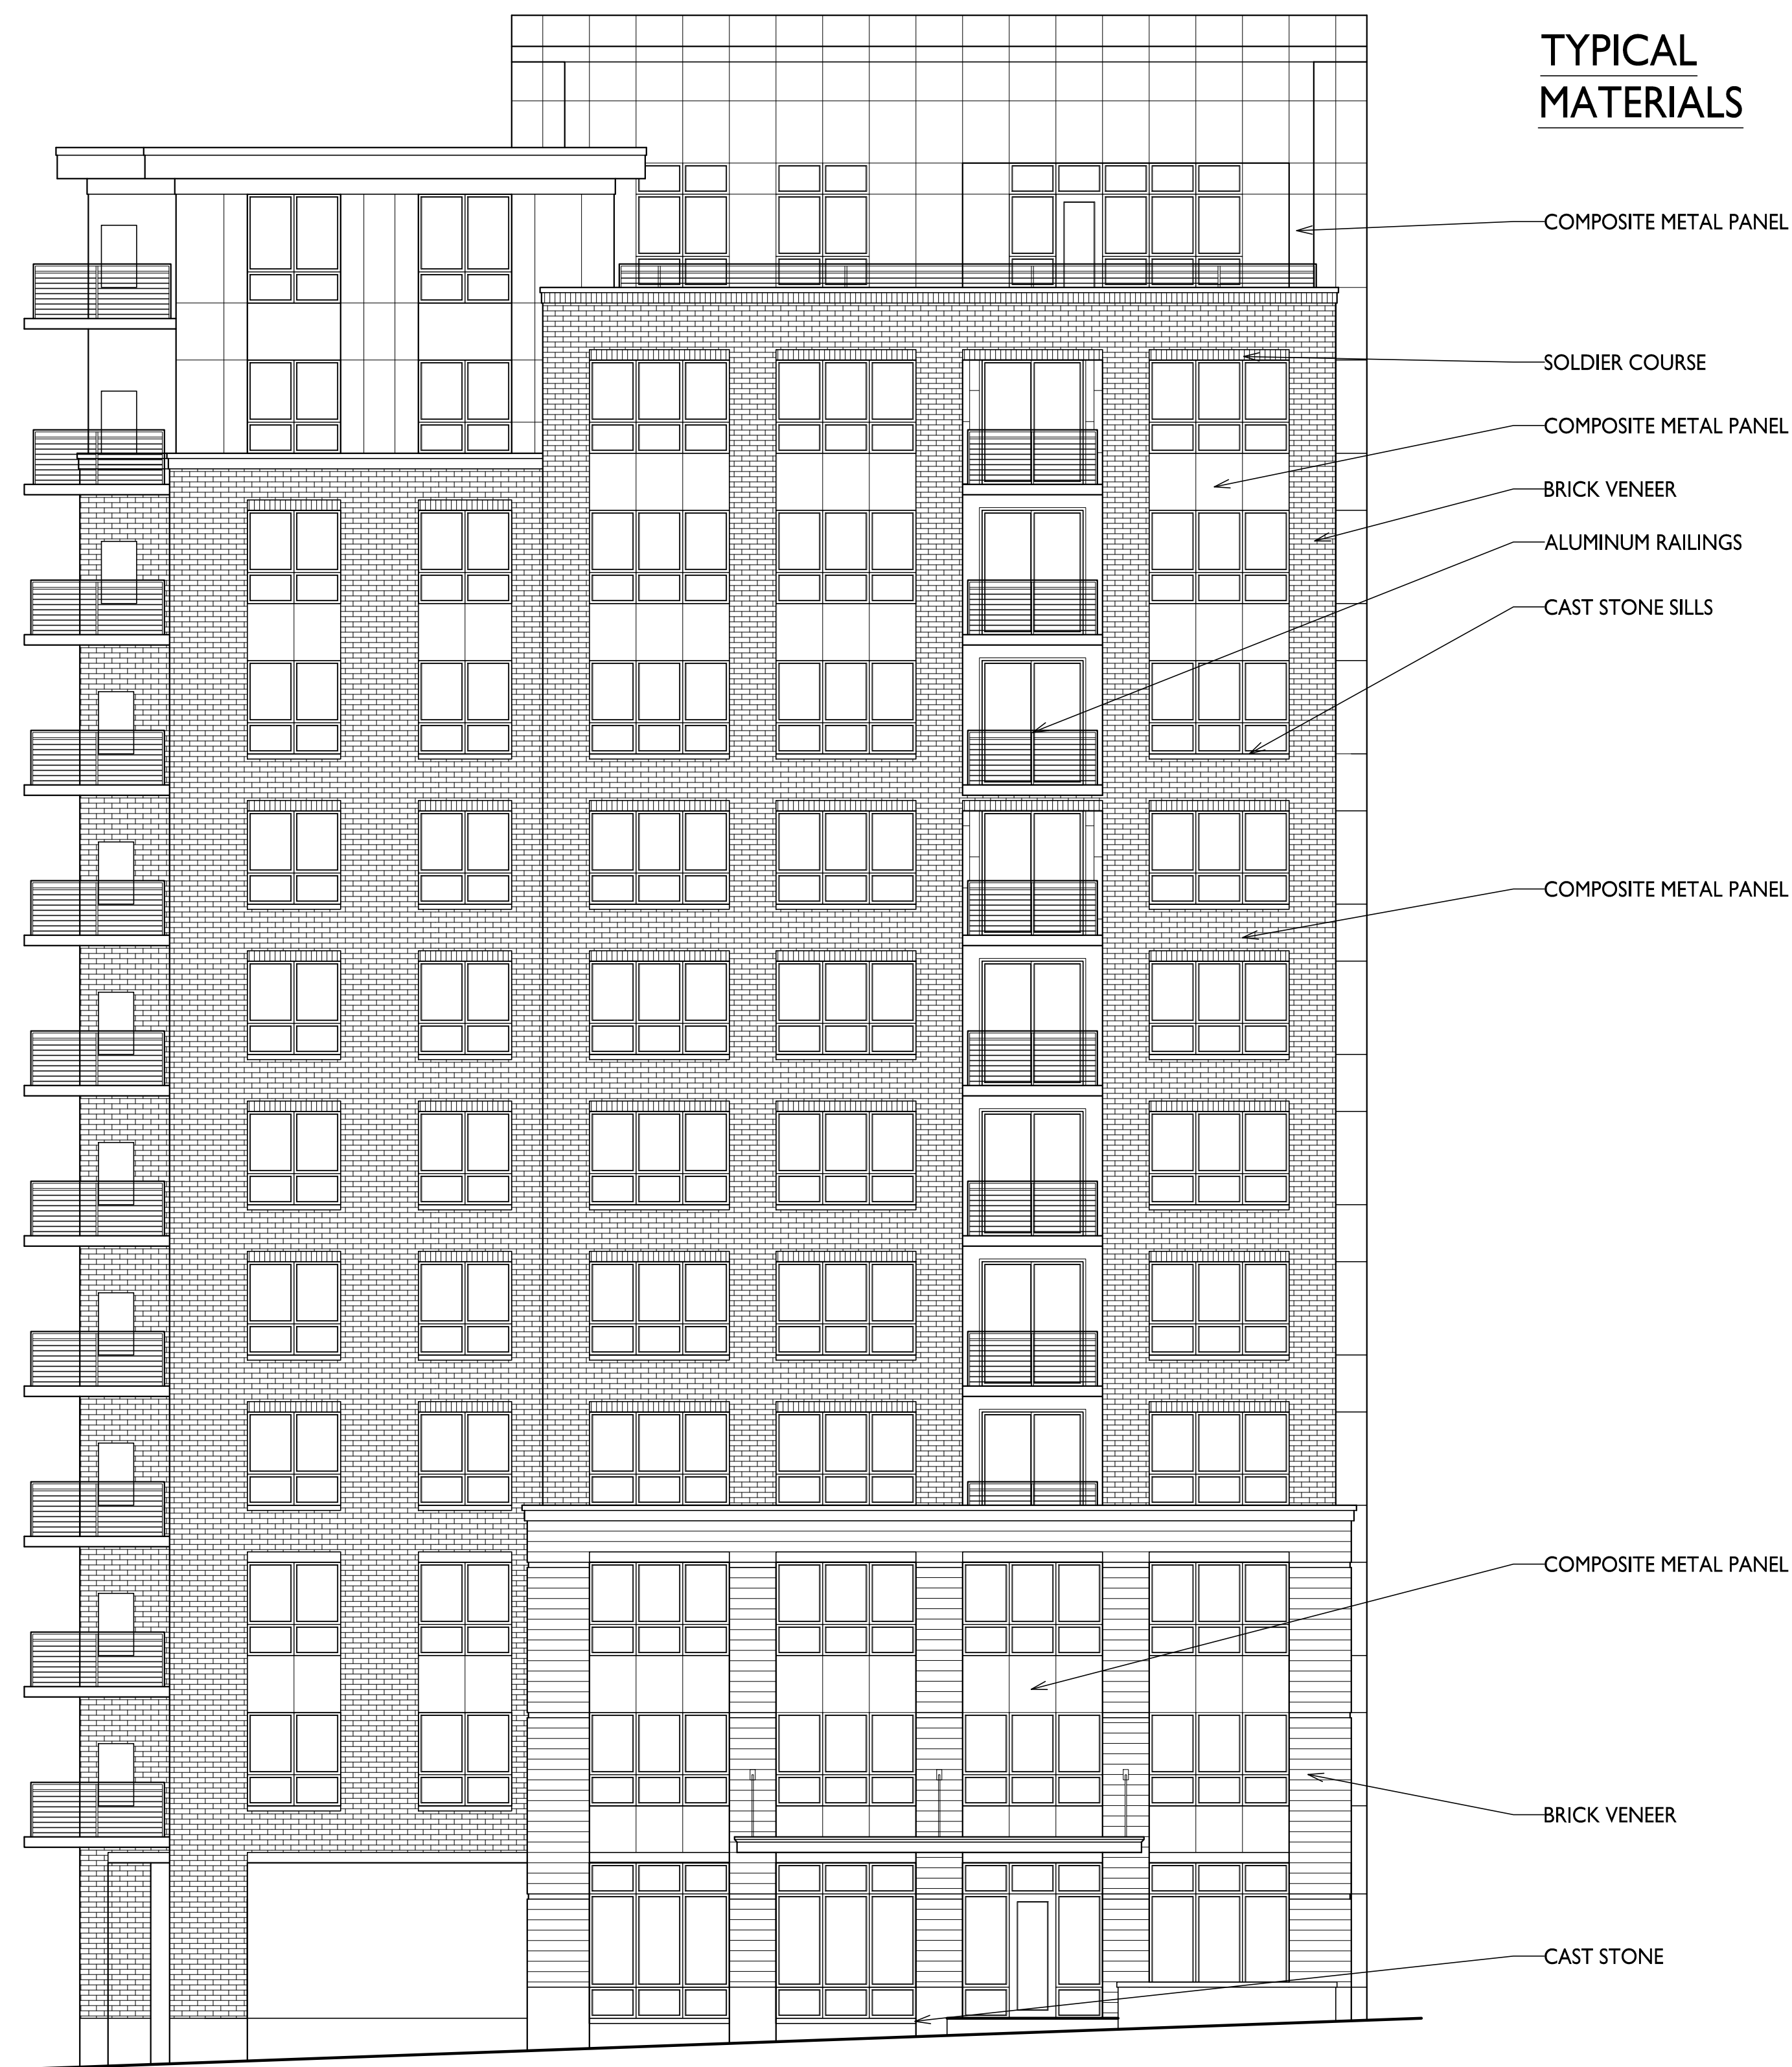 TYPICAL
MATERIALS
COMPOSITE METAL PANEL
SOLDIER COURSE
COMPOSITE METAL PANEL
BRICK VENEER
ALUMINUM RAILINGS
CAST STONE SILLS
COMPOSITE METAL PANEL
COMPOSITE METAL PANEL
BRICK VENEER
CAST STONE